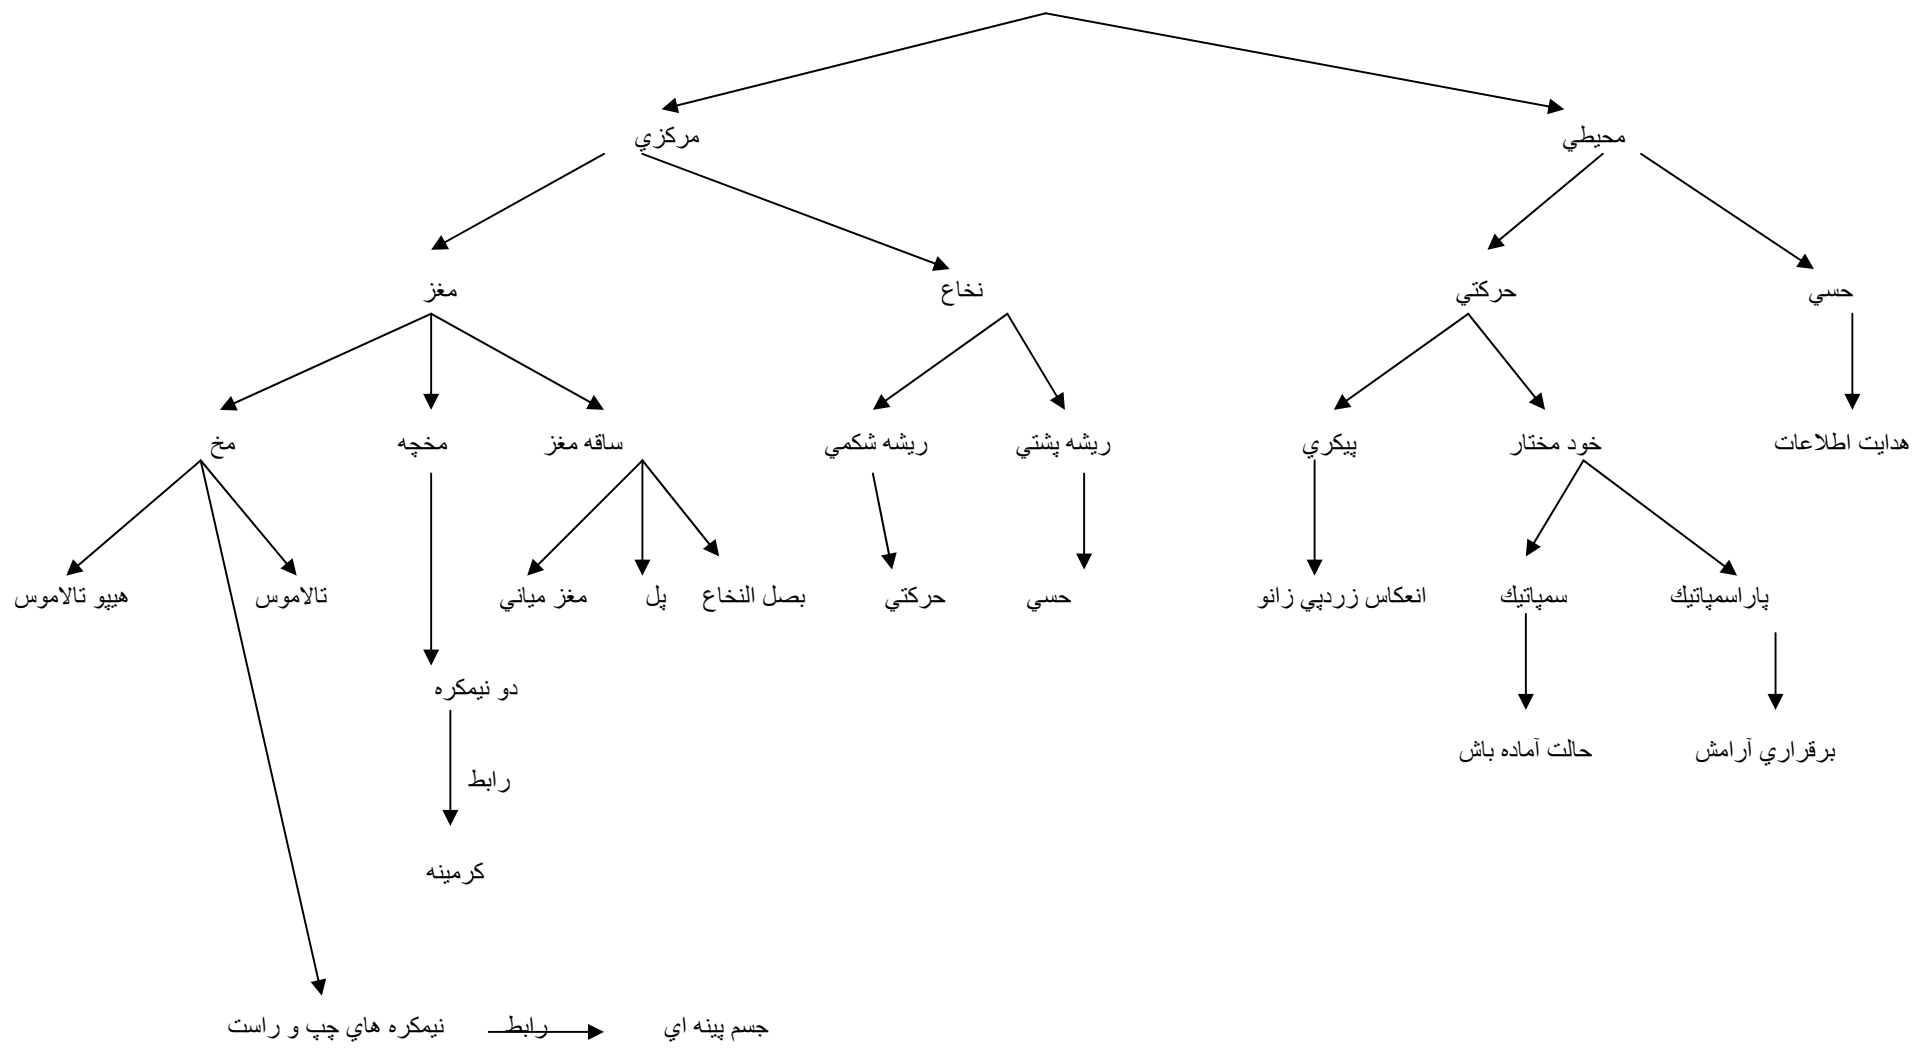 محيطي
مركزي
حسي
حركتي
نخاع
مغز
هدايت اطلاعات
خود مختار
پيكري
ريشه پشتي
ريشه شكمي
ساقه مغز
مخچه
مخ
پاراسمپاتيك
سمپاتيك
انعكاس زردپي زانو
حسي
حركتي
بصل النخاع
پل
مغز مياني
تالاموس
هيپو تالاموس
دو نيمكره
برقراري آرامش
حالت آماده باش
رابط
كرمينه
نيمكره هاي چپ و راست
رابط
جسم پينه اي